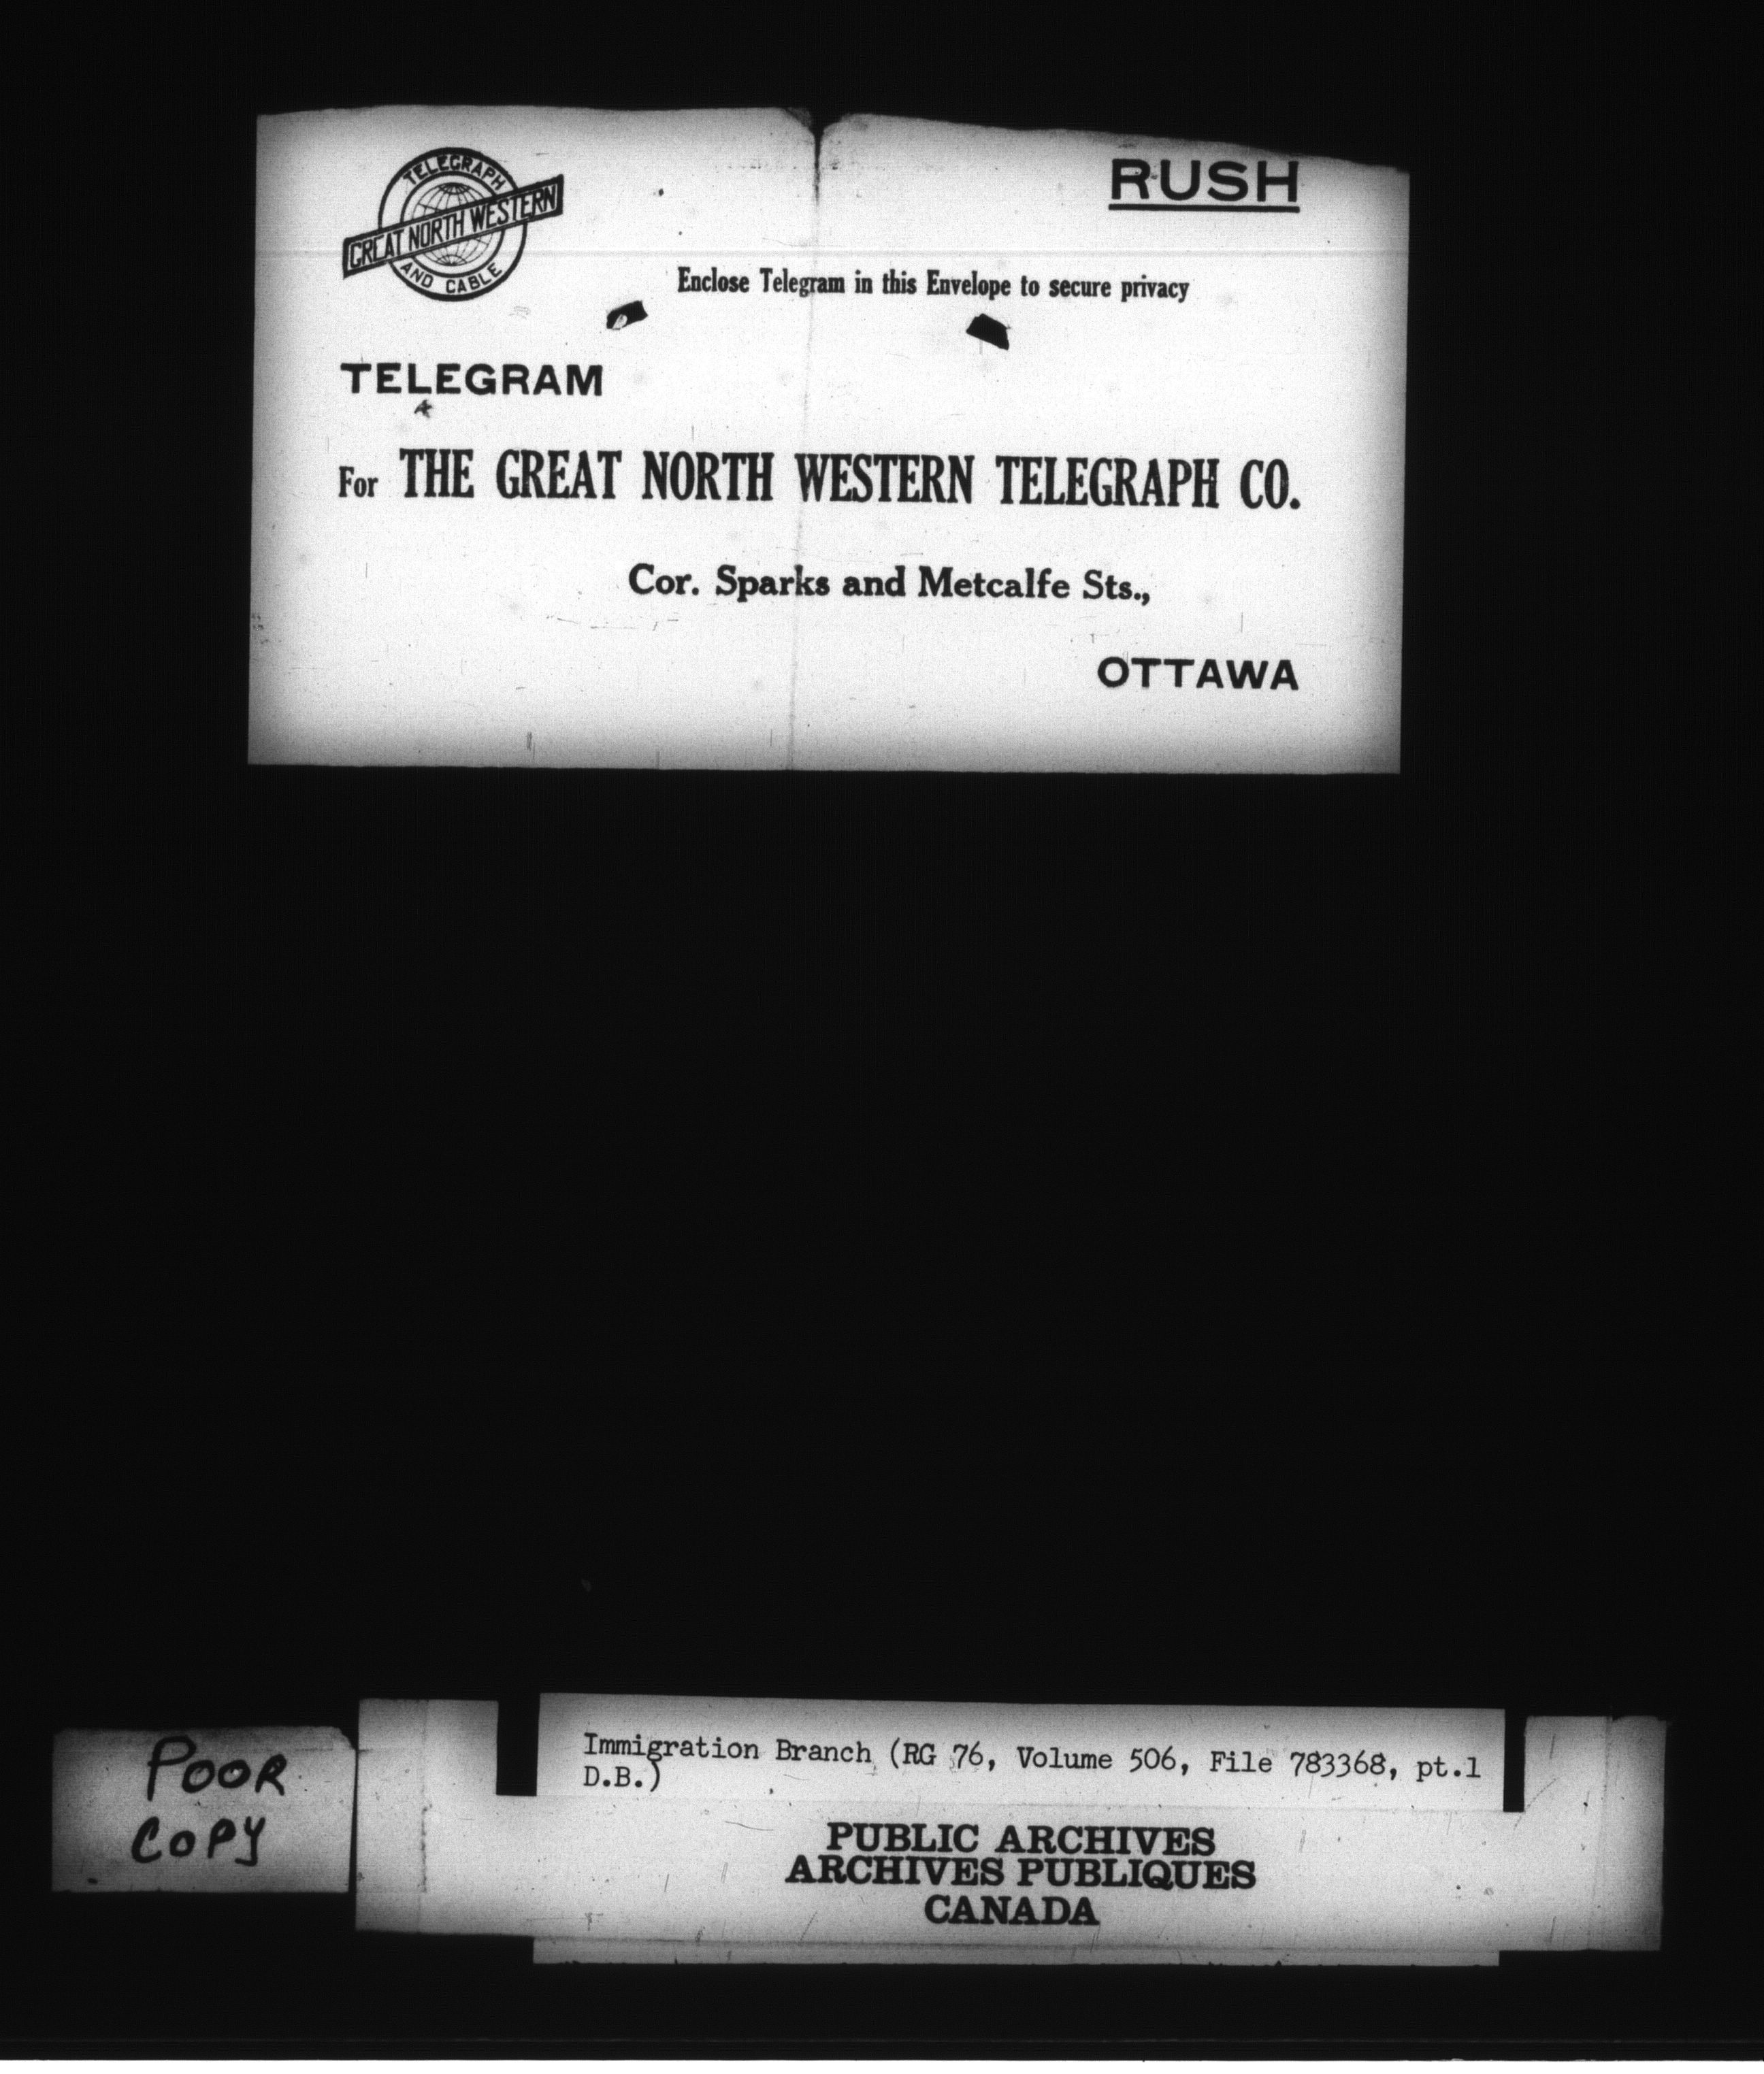 TELEGRAPH
GREAT NORTH WESTERN
AND CABLE
RUSH
Enclose Telegram in this Envelope to secure privacy
TELEGRAM
For THE GREAT NORTH WESTERN TELEGRAPH CO.
Cor. Sparks and Metcalfe Sts.,
OTTAWA
POOR
COPY
Immigration Branch (RG 76, Volume 506, File 783368, pt.1
D.B.)
PUBLIC ARCHIVES
ARCHIVES PUBLIQUES
CANADA